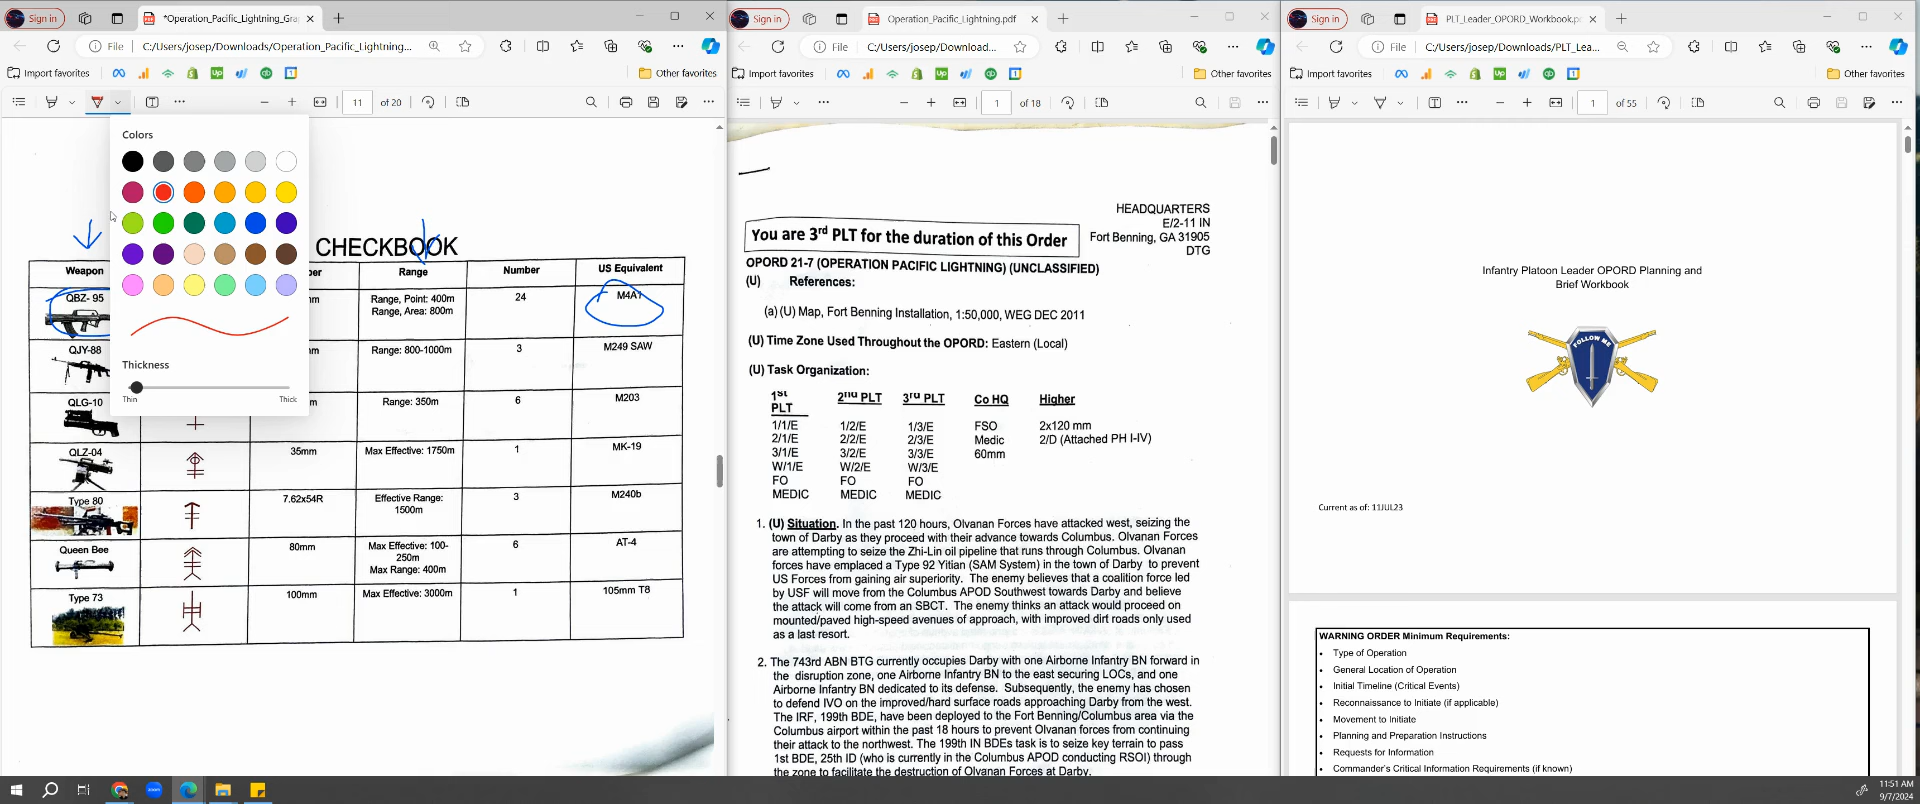 Sign in
*Operation_Pacific_Lightning_Gra
File
C:/Users/josep/Downloads/Operation_Pacific_Lightning...
Import favorites
Other favorites
11 of 20
Colors
Thickness
Thin Thick
CHECKBOOK
Weapon
Range
Number
US Equivalent
QBZ- 95
Range, Point: 400m
Range, Area: 800m
24
M4A1
QJY-88
Range: 800-1000m
3
M249 SAW
QLG-10
Range: 350m
6
M203
QLZ-04
35mm
Max Effective: 1750m
1
MK-19
Type 80
7.62x54R
Effective Range:
1500m
3
M240b
Queen Bee
80mm
Max Effective: 100-
250m
Max Range: 400m
6
AT-4
Type 73
100mm
Max Effective: 3000m
1
105mm T8
Sign in
Operation_Pacific_Lightning.pdf
File
C:/Users/josep/Download...
Import favorites
Other favorites
1 of 18
HEADQUARTERS
E/2-11 IN
Fort Benning, GA 31905
DTG
You are 3rd PLT for the duration of this Order
OPORD 21-7 (OPERATION PACIFIC LIGHTNING) (UNCLASSIFIED)
(U) References:
(a) (U) Map, Fort Benning Installation, 1:50,000, WEG DEC 2011
(U) Time Zone Used Throughout the OPORD: Eastern (Local)
(U) Task Organization:
1st PLT
2nd PLT
3rd PLT
Co HQ
Higher
1/1/E 1/2/E 1/3/E FSO 2x120 mm
2/1/E 2/2/E 2/3/E Medic 2/D (Attached PH I-IV)
3/1/E 3/2/E 3/3/E 60mm
W/1/E W/2/E W/3/E
FO FO FO
MEDIC MEDIC MEDIC
1. (U) Situation. In the past 120 hours, Olvanan Forces have attacked west, seizing the
town of Darby as they proceed with their advance towards Columbus. Olvanan Forces
are attempting to seize the Zhi-Lin oil pipeline that runs through Columbus. Olvanan
forces have emplaced a Type 92 Yitian (SAM System) in the town of Darby to prevent
US Forces from gaining air superiority. The enemy believes that a coalition force led
by USF will move from the Columbus APOD Southwest towards Darby and believe
the attack will come from an SBCT. The enemy thinks an attack would proceed on
mounted/paved high-speed avenues of approach, with improved dirt roads only used
as a last resort.
2. The 743rd ABN BTG currently occupies Darby with one Airborne Infantry BN forward in
the disruption zone, one Airborne Infantry BN to the east securing LOCs, and one
Airborne Infantry BN dedicated to its defense. Subsequently, the enemy has chosen
to defend IVO on the improved/hard surface roads approaching Darby from the west.
The IRF, 199th BDE, have been deployed to the Fort Benning/Columbus area via the
Columbus airport within the past 18 hours to prevent Olvanan forces from continuing
their attack to the northwest. The 199th IN BDEs task is to seize key terrain to pass
1st BDE, 25th ID (who is currently in the Columbus APOD conducting RSOI) through
the zone to facilitate the destruction of Olvanan Forces at Darby.
Sign in
PLT_Leader_OPORD_Workbook.p
File
C:/Users/josep/Downloads/PLT_Lea...
Import favorites
Other favorites
1 of 55
Infantry Platoon Leader OPORD Planning and
Brief Workbook
FOLLOW ME
Current as of: 11JUL23
WARNING ORDER Minimum Requirements:
• Type of Operation
• General Location of Operation
• Initial Timeline (Critical Events)
• Reconnaissance to Initiate (if applicable)
• Movement to Initiate
• Planning and Preparation Instructions
• Requests for Information
• Commander's Critical Information Requirements (if known)
11:51 AM
9/7/2024